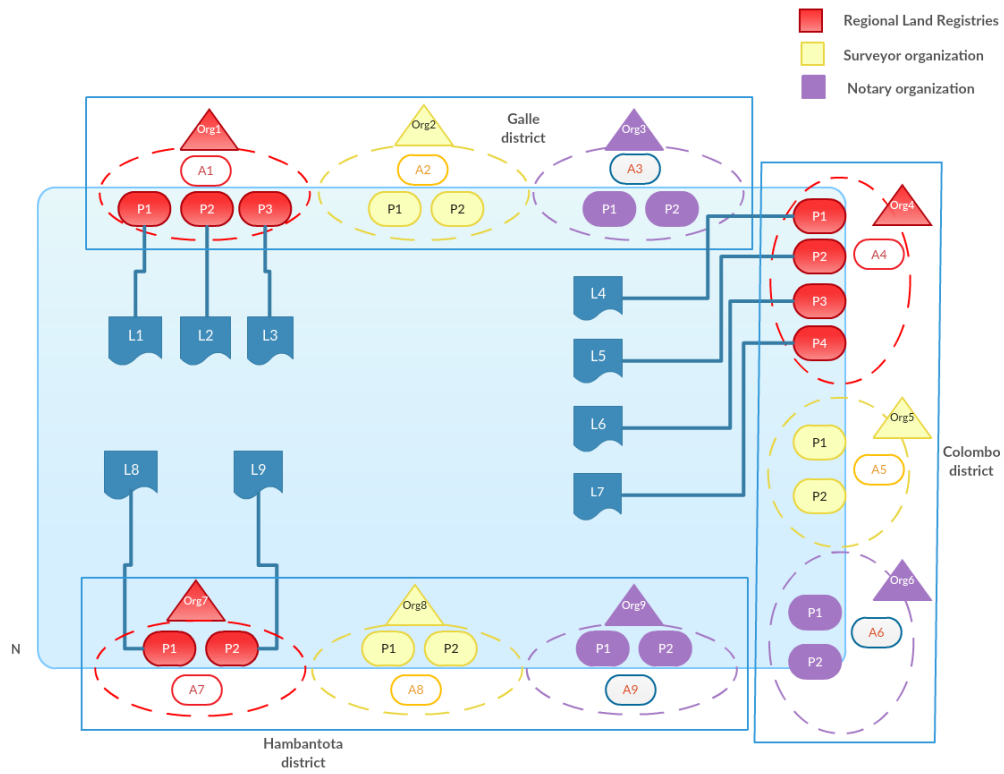 Regional Land Registries
Surveyor organization
Notary organization
Galle
district
Org1
Org2
Org3
A1
A2
A3
P1
P2
P3
P1
P2
P1
P2
Org4
P1
P2
A4
P3
P4
L1
L2
L3
L4
L5
L6
L7
Org5
P1
A5
P2
Colombo
district
L8
L9
Org6
P1
A6
P2
Org7
Org8
Org9
P1
P2
P1
P2
P1
P2
N
A7
A8
A9
Hambantota
district